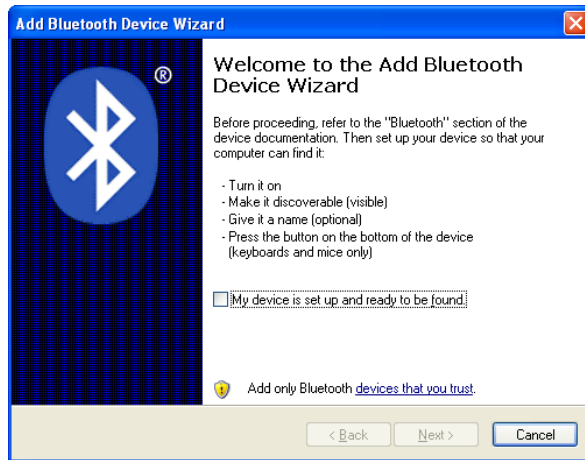 Add Bluetooth Device Wizard
®
Welcome to the Add Bluetooth
Device Wizard
Before proceeding, refer to the "Bluetooth" section of the
device documentation. Then set up your device so that your
computer can find it:
- Turn it on
- Make it discoverable (visible)
- Give it a name (optional)
- Press the button on the bottom of the device
(keyboards and mice only)
My device is set up and ready to be found.
Add only Bluetooth devices that you trust.
< Back Next > Cancel